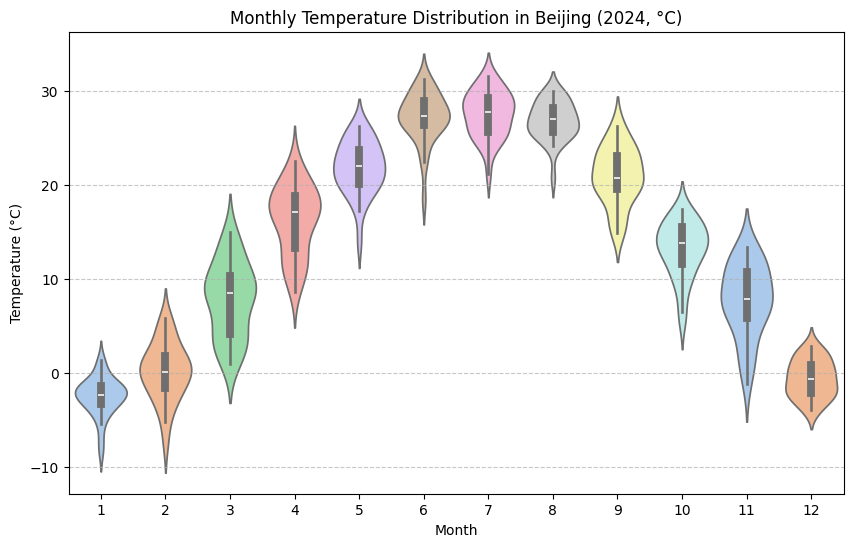 Monthly Temperature Distribution in Beijing (2024, °C)
Temperature (°C)
30
20
10
0
−10
1 2 3 4 5 6 7 8 9 10 11 12
Month